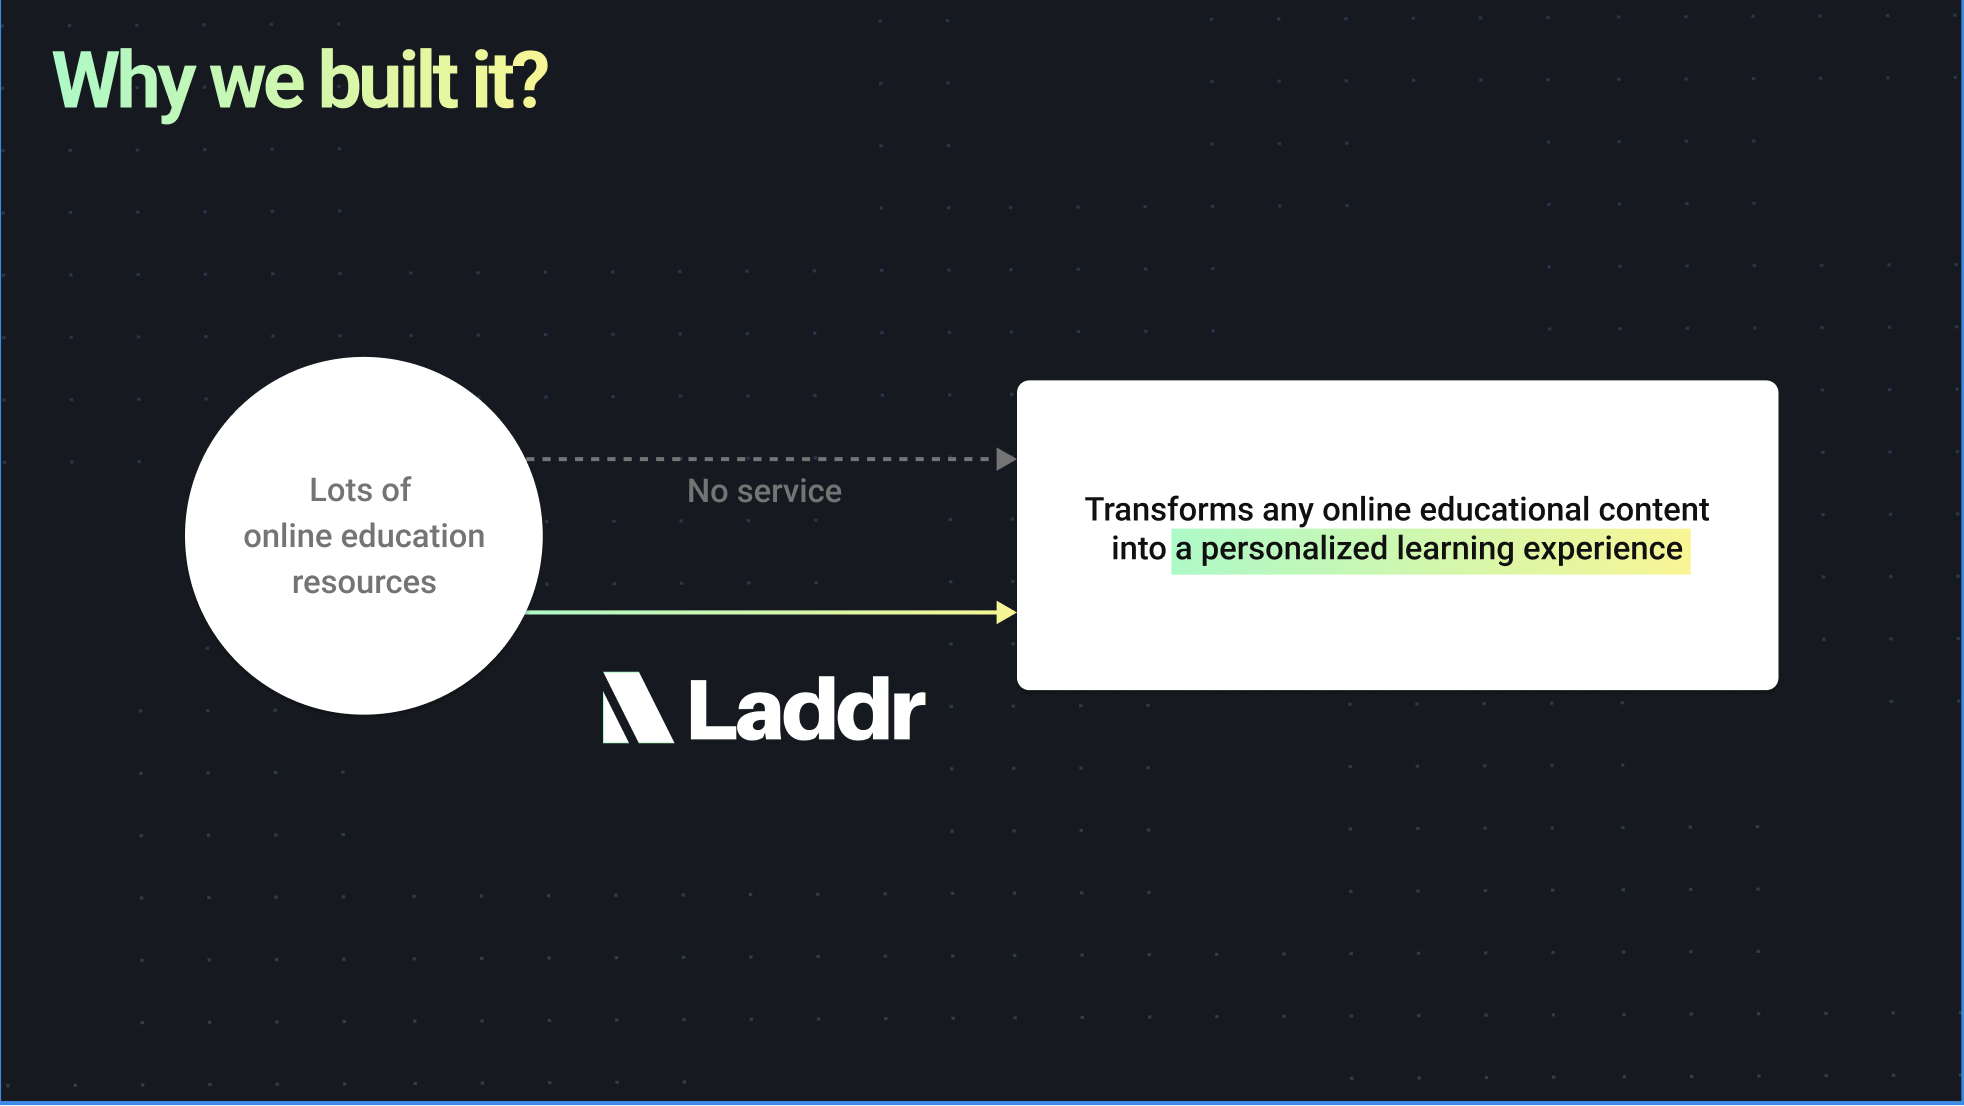 Why we built it?
Lots of
online education
resources
No service
Laddr
Transforms any online educational content
into a personalized learning experience